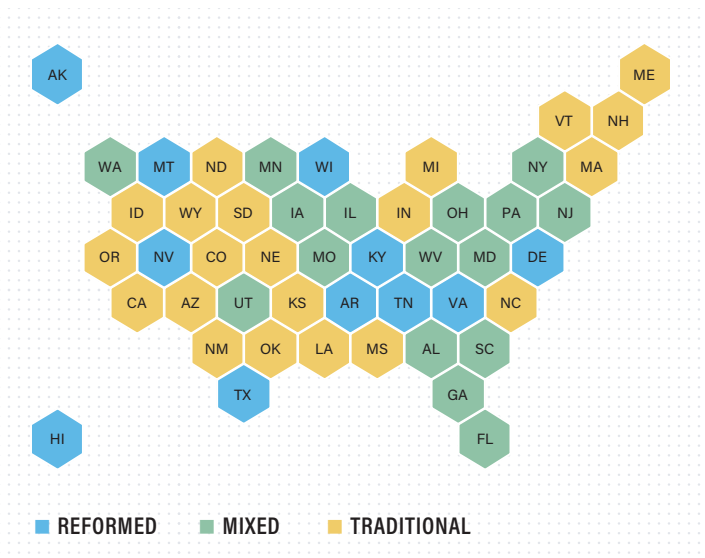 AK ME
VT NH
WA MT ND MN WI MI NY MA
ID WY SD IA IL IN OH PA NJ
OR NV CO NE MO KY WV MD DE
CA AZ UT KS AR TN VA NC
NM OK LA MS AL SC
TX GA
HI FL
REFORMED MIXED TRADITIONAL